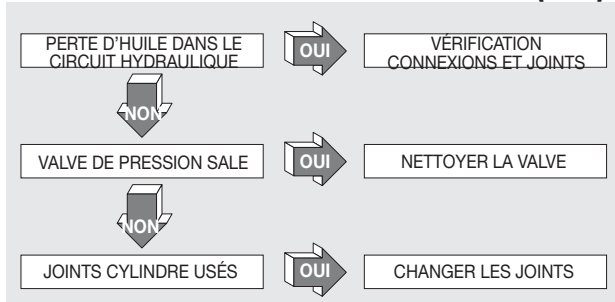 PERTE D'HUILE DANS LE
CIRCUIT HYDRAULIQUE
OUI
VÉRIFICATION
CONNEXIONS ET JOINTS
NON
VALVE DE PRESSION SALE
OUI
NETTOYER LA VALVE
NON
JOINTS CYLINDRE USÉS
OUI
CHANGER LES JOINTS